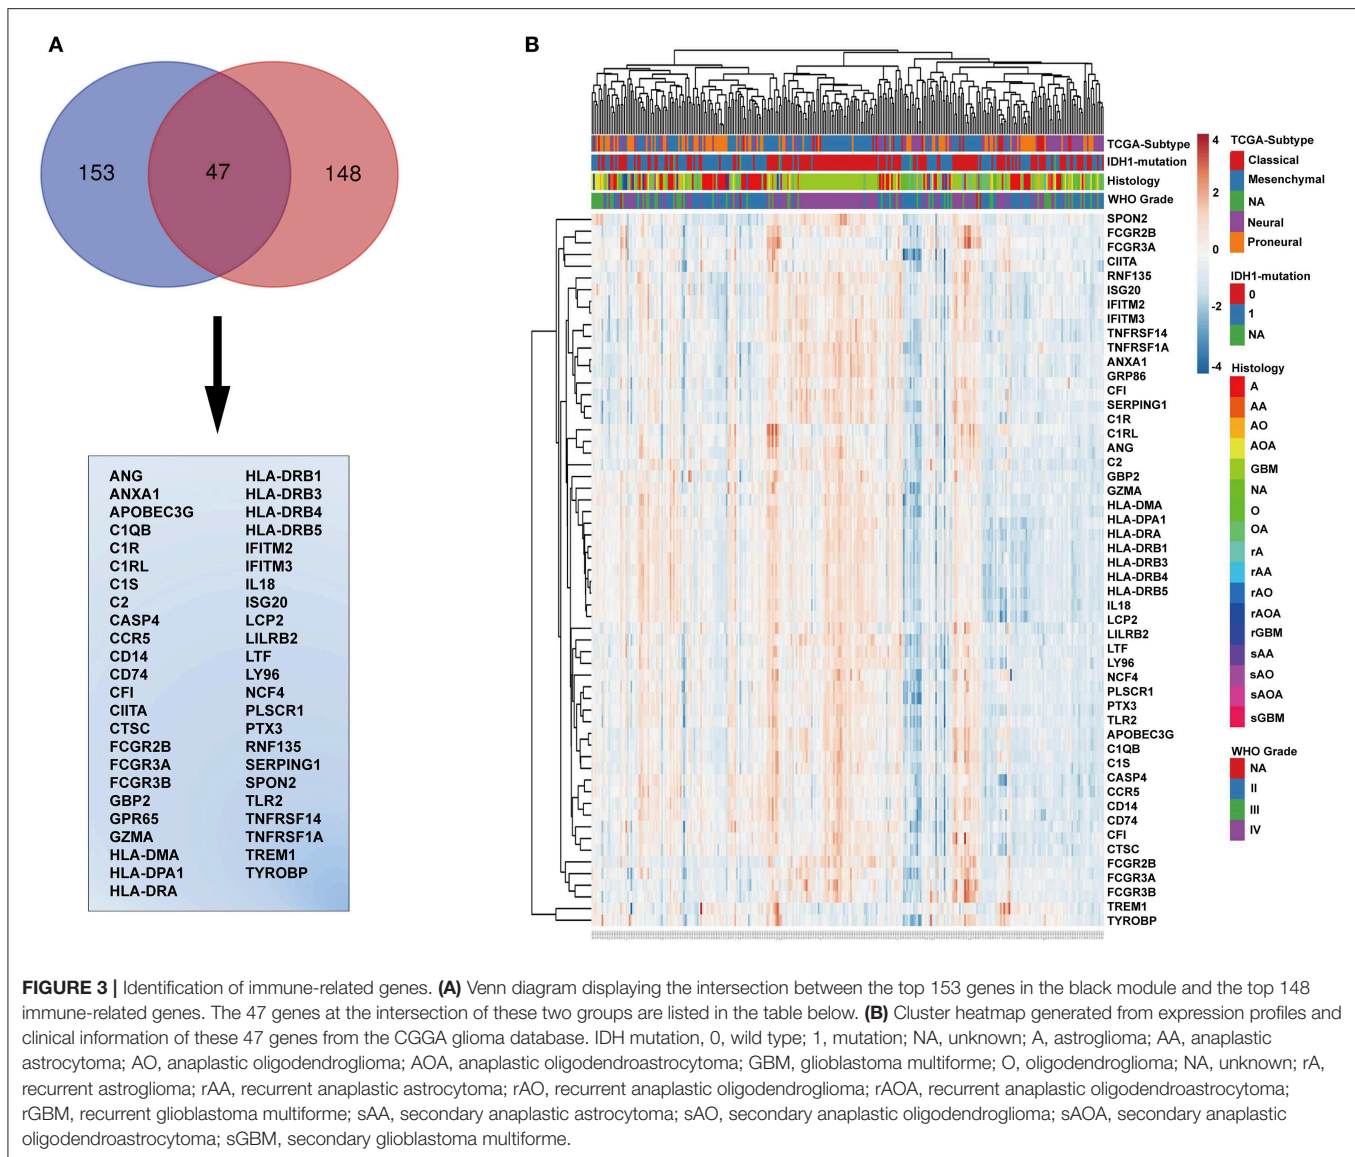 A
153
47
148
ANG
ANXA1
APOBEC3G
C1QB
C1R
C1RL
C1S
C2
CASP4
CCR5
CD14
CD74
CFI
CIITA
CTSC
FCGR2B
FCGR3A
FCGR3B
GBP2
GPR65
GZMA
HLA-DMA
HLA-DPA1
HLA-DRA
HLA-DRB1
HLA-DRB3
HLA-DRB4
HLA-DRB5
IFITM2
IFITM3
IL18
ISG20
LCP2
LILRB2
LTF
LY96
NCF4
PLSCR1
PTX3
RNF135
SERPING1
SPON2
TLR2
TNFRSF14
TNFRSF1A
TREM1
TYROBP
B
TCGA-Subtype
IDH1-mutation
Histology
WHO Grade
SPON2
FCGR2B
FCGR3A
CIITA
RNF135
ISG20
IFITM2
IFITM3
TNFRSF14
TNFRSF1A
ANXA1
GRP86
CFI
SERPING1
C1R
C1RL
ANG
C2
GBP2
GZMA
HLA-DMA
HLA-DPA1
HLA-DRA
HLA-DRB1
HLA-DRB3
HLA-DRB4
HLA-DRB5
IL18
LCP2
LILRB2
LTF
LY96
NCF4
PLSCR1
PTX3
TLR2
APOBEC3G
C1QB
C1S
CASP4
CCR5
CD14
CD74
CFI
CTSC
FCGR2B
FCGR3A
FCGR3B
TREM1
TYROBP
4
2
0
-2
-4
TCGA-Subtype
Classical
Mesenchymal
NA
Neural
Proneural
IDH1-mutation
0
1
NA
Histology
A
AA
AO
AOA
GBM
NA
O
OA
rA
rAA
rAO
rAOA
rGBM
sAA
sAO
sAOA
sGBM
WHO Grade
NA
II
III
IV
FIGURE 3 | Identification of immune-related genes. (A) Venn diagram displaying the intersection between the top 153 genes in the black module and the top 148
immune-related genes. The 47 genes at the intersection of these two groups are listed in the table below. (B) Cluster heatmap generated from expression profiles and
clinical information of these 47 genes from the CGGA glioma database. IDH mutation, 0, wild type; 1, mutation; NA, unknown; A, astroglioma; AA, anaplastic
astrocytoma; AO, anaplastic oligodendroglioma; AOA, anaplastic oligodendroastrocytoma; GBM, glioblastoma multiforme; O, oligodendroglioma; NA, unknown; rA,
recurrent astroglioma; rAA, recurrent anaplastic astrocytoma; rAO, recurrent anaplastic oligodendroglioma; rAOA, recurrent anaplastic oligodendroastrocytoma;
rGBM, recurrent glioblastoma multiforme; sAA, secondary anaplastic astrocytoma; sAO, secondary anaplastic oligodendroglioma; sAOA, secondary anaplastic
oligodendroastrocytoma; sGBM, secondary glioblastoma multiforme.